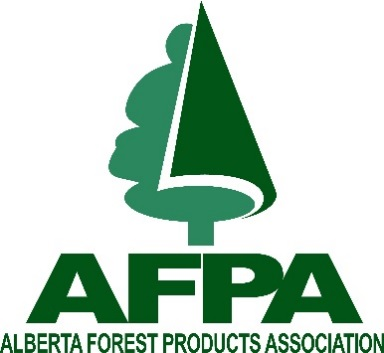 AFPA
ALBERTA FOREST PRODUCTS ASSOCIATION